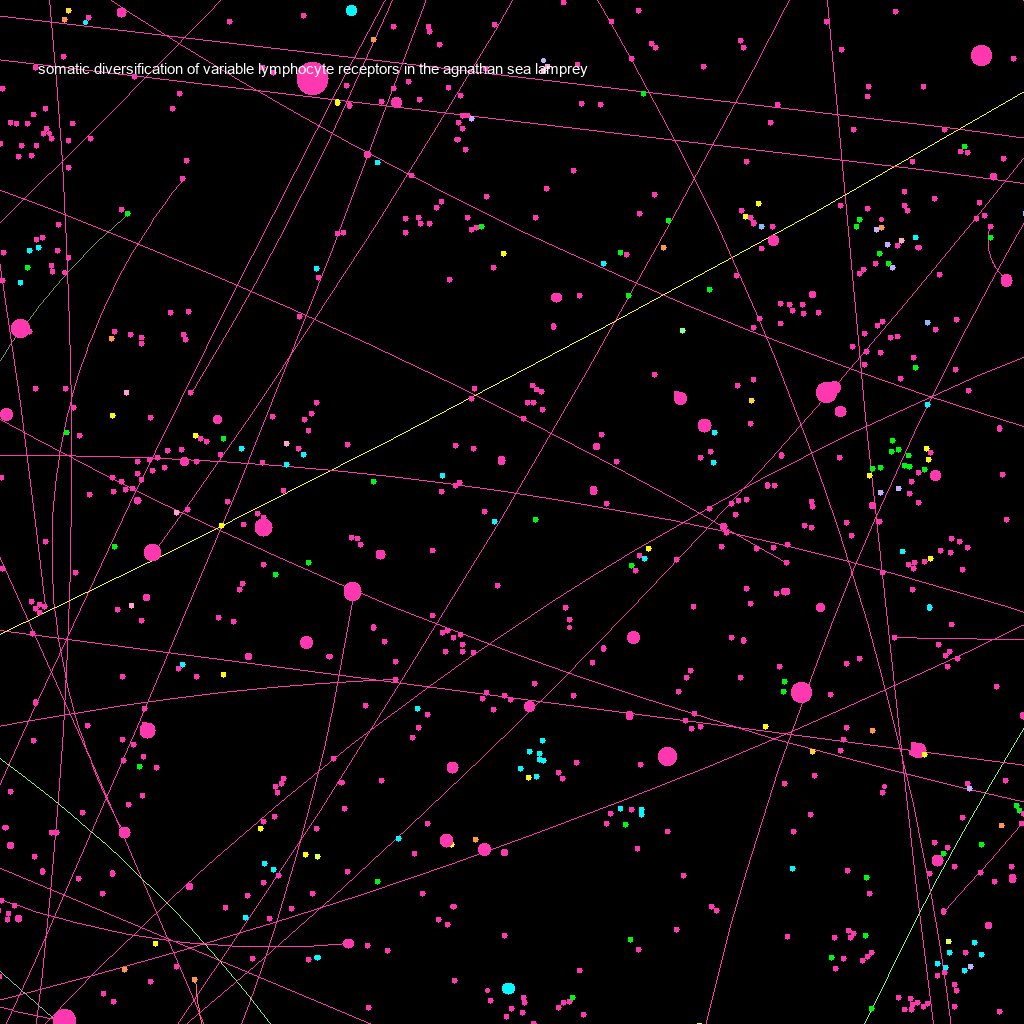 somatic diversification of variable lymphocyte receptors in the agnathan sea lamprey